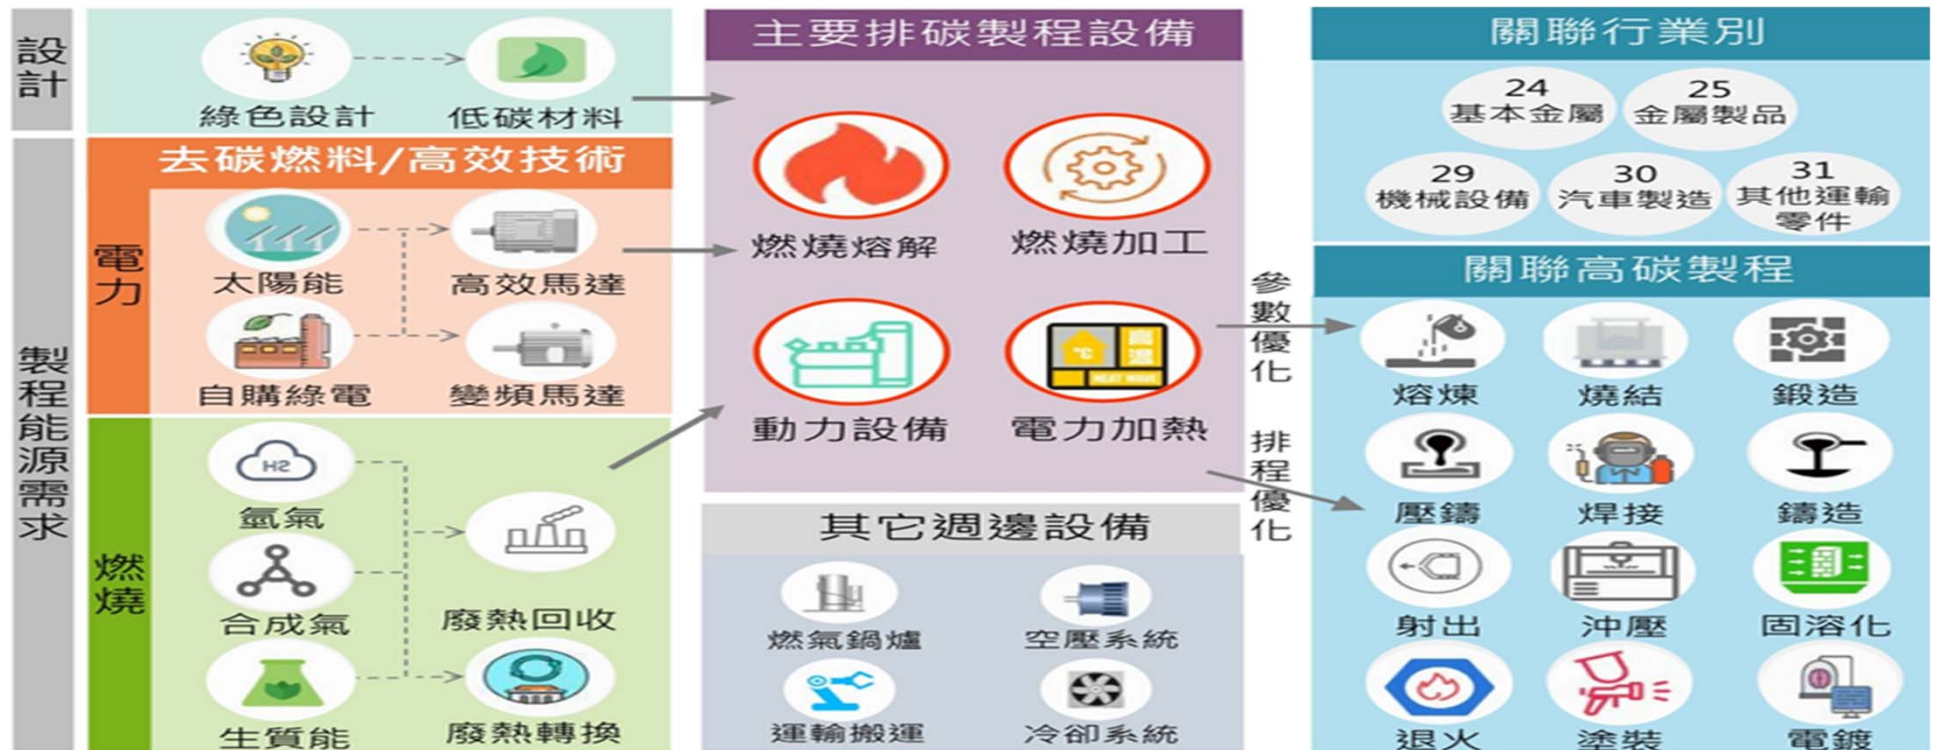 設計
綠色設計
低碳材料
製程能源需求
去碳燃料/高效技術
電力
太陽能
高效馬達
自購綠電
變頻馬達
燃燒
H2
氫氣
合成氣
廢熱回收
生質能
廢熱轉換
主要排碳製程設備
燃燒熔解
燃燒加工
°C
高溫
HEAT WAVE
動力設備
電力加熱
其它週邊設備
燃氣鍋爐
空壓系統
運輸搬運
冷卻系統
參數優化
排程優化
關聯行業別
24
基本金屬
25
金屬製品
29
機械設備
30
汽車製造
31
其他運輸
零件
關聯高碳製程
熔煉
燒結
鍛造
壓鑄
焊接
鑄造
射出
沖壓
固溶化
退火
塗裝
電鍍